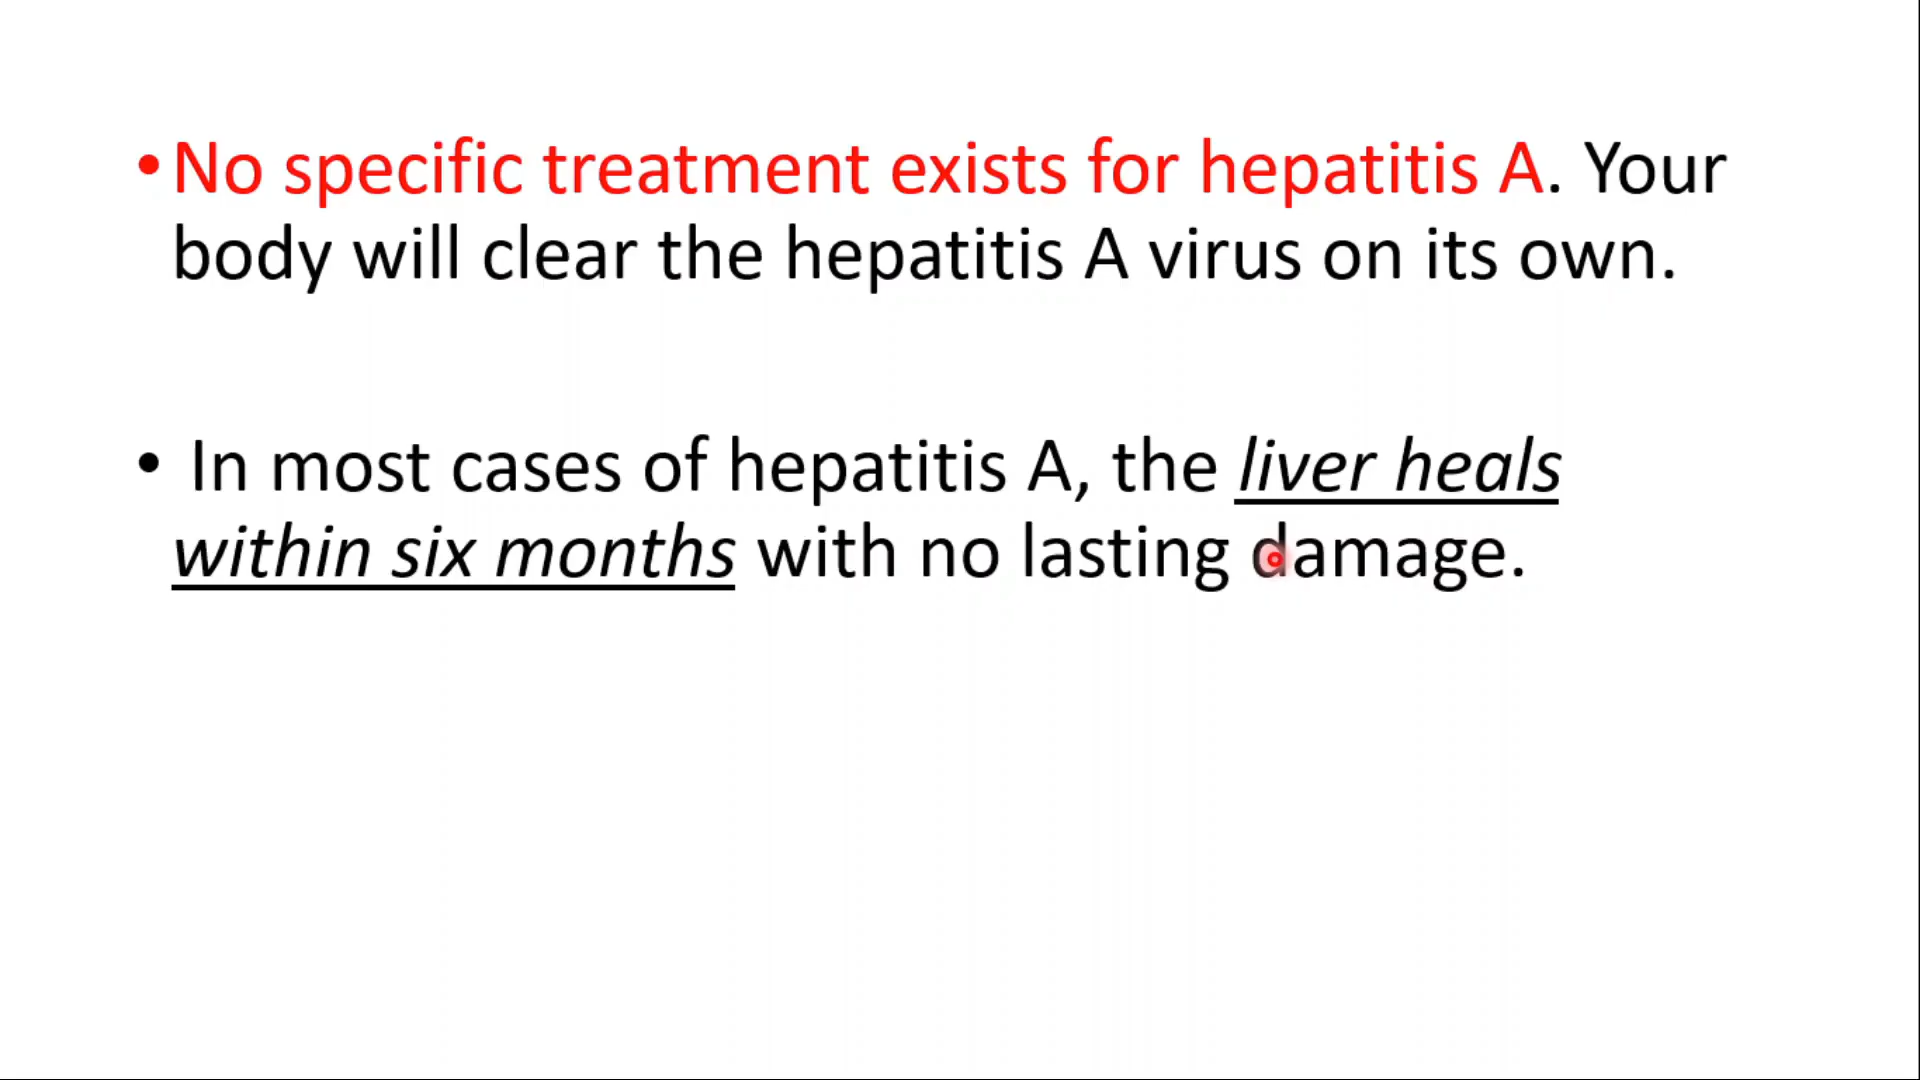 •No specific treatment exists for hepatitis A. Your
body will clear the hepatitis A virus on its own.
• In most cases of hepatitis A, the liver heals
within six months with no lasting damage.